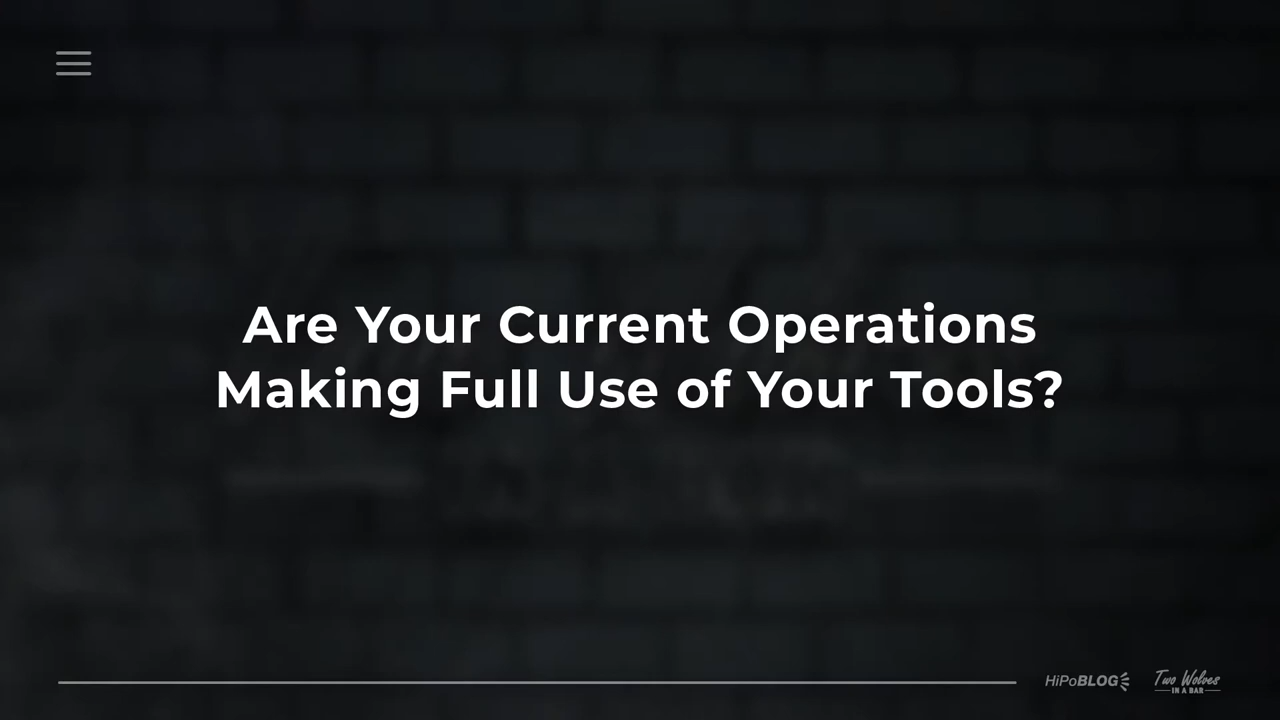 Are Your Current Operations
Making Full Use of Your Tools?
HiPoBLOG
Two Wolves
IN A BAR